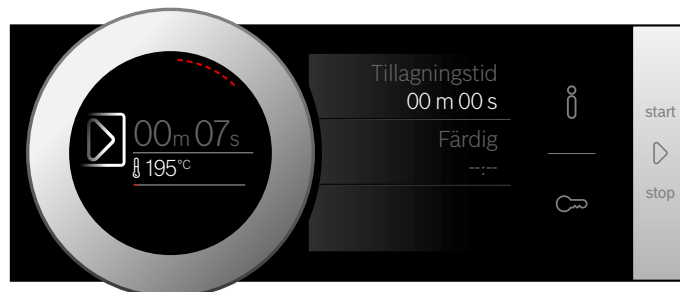 00m 07s
195°C
Tillagningstid
00 m 00 s
Färdig
--:--
start
stop